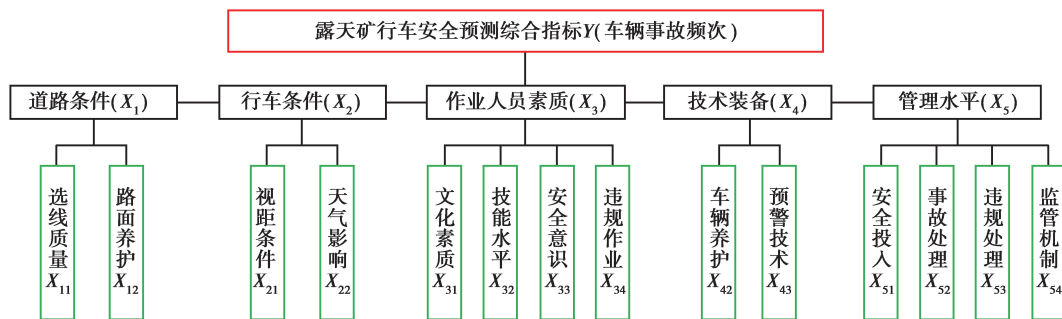 露天矿行车安全预测综合指标Y(车辆事故频次)
道路条件(X1)
行车条件(X2)
作业人员素质(X3)
技术装备(X4)
管理水平(X5)
选线质量X11
路面养护X12
视距条件X21
天气影响X22
文化素质X31
技能水平X32
安全意识X33
违规作业X34
车辆养护X42
预警技术X43
安全投入X51
事故处理X52
违规处理X53
监管机制X54